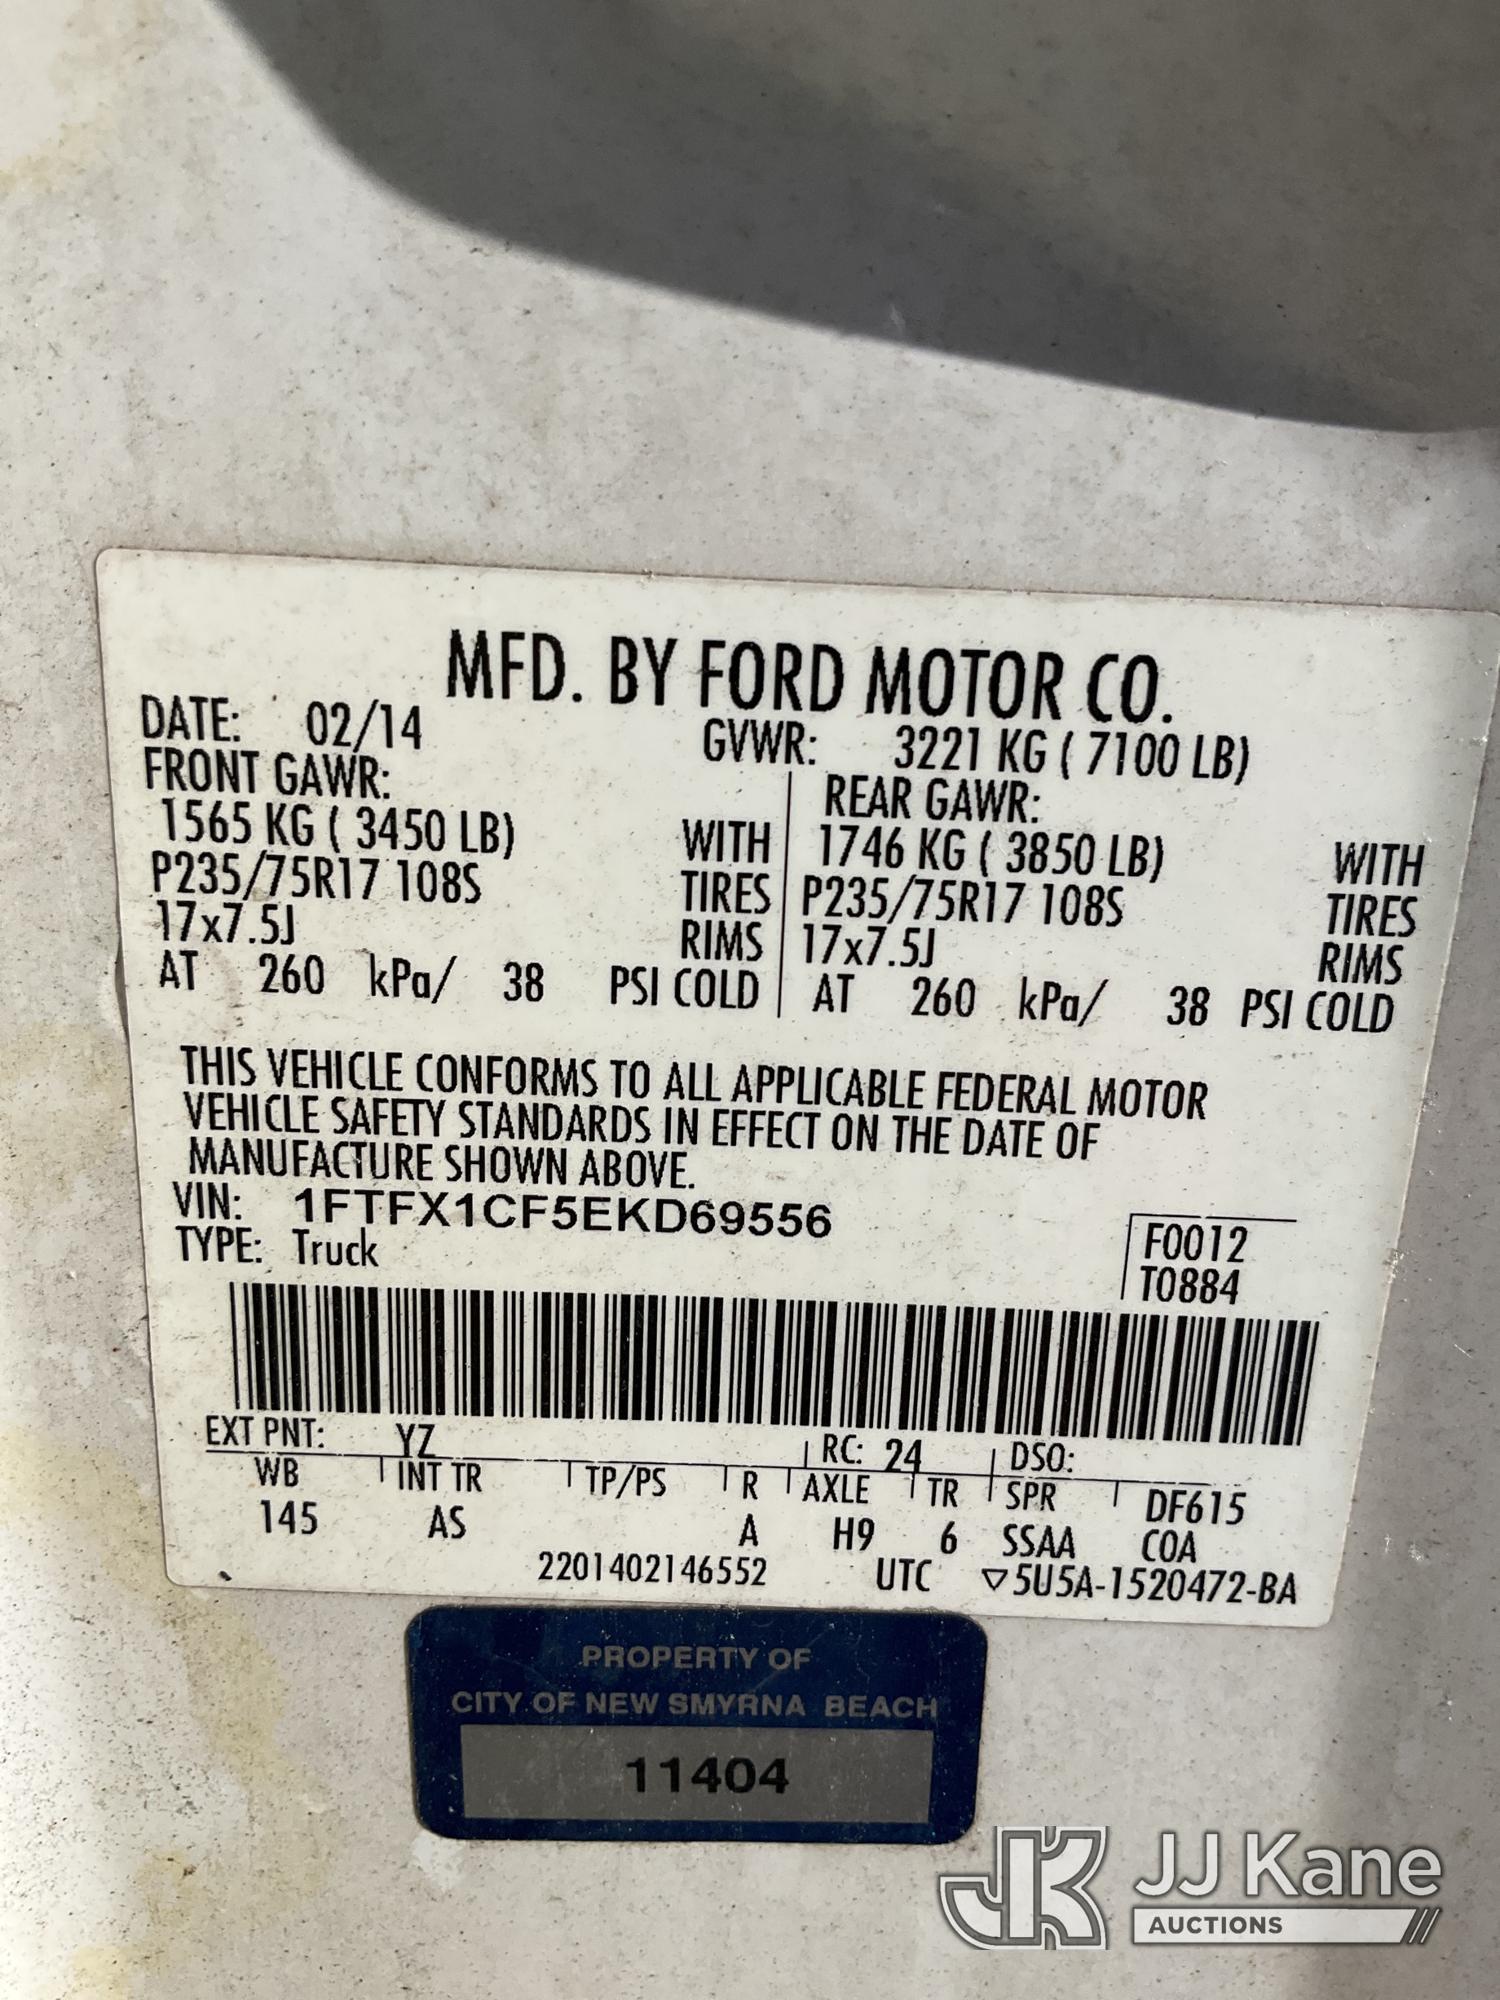 MFD. BY FORD MOTOR CO.
DATE: 02/14 GVWR: 3221 KG ( 7100 LB)
FRONT GAWR: REAR GAWR:
1565 KG ( 3450 LB) WITH 1746 KG ( 3850 LB) WITH
P235/75R17 108S TIRES P235/75R17 108S TIRES
17x7.5J RIMS 17x7.5J RIMS
AT 260 kPa/ 38 PSI COLD AT 260 kPa/ 38 PSI COLD
THIS VEHICLE CONFORMS TO ALL APPLICABLE FEDERAL MOTOR
VEHICLE SAFETY STANDARDS IN EFFECT ON THE DATE OF
MANUFACTURE SHOWN ABOVE.
VIN: 1FTFX1CF5EKD69556
TYPE: Truck
F0012
T0884
EXT PNT: YZ RC: 24 DSO:
WB INT TR TP/PS R AXLE TR SPR DF615
145 AS A H9 6 SSAA COA
2201402146552 UTC ▽5U5A-1520472-BA
PROPERTY OF
CITY OF NEW SMYRNA BEACH
11404
JK JJ Kane
AUCTIONS